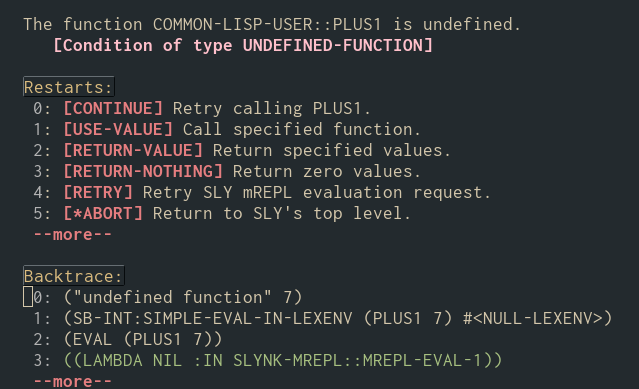 The function COMMON-LISP-USER::PLUS1 is undefined.
[Condition of type UNDEFINED-FUNCTION]
Restarts:
0: [CONTINUE] Retry calling PLUS1.
1: [USE-VALUE] Call specified function.
2: [RETURN-VALUE] Return specified values.
3: [RETURN-NOTHING] Return zero values.
4: [RETRY] Retry SLY mREPL evaluation request.
5: [*ABORT] Return to SLY's top level.
--more--
Backtrace:
0: ("undefined function" 7)
1: (SB-INT:SIMPLE-EVAL-IN-LEXENV (PLUS1 7) #<NULL-LEXENV>)
2: (EVAL (PLUS1 7))
3: ((LAMBDA NIL :IN SLYNK-MREPL::MREPL-EVAL-1))
--more--